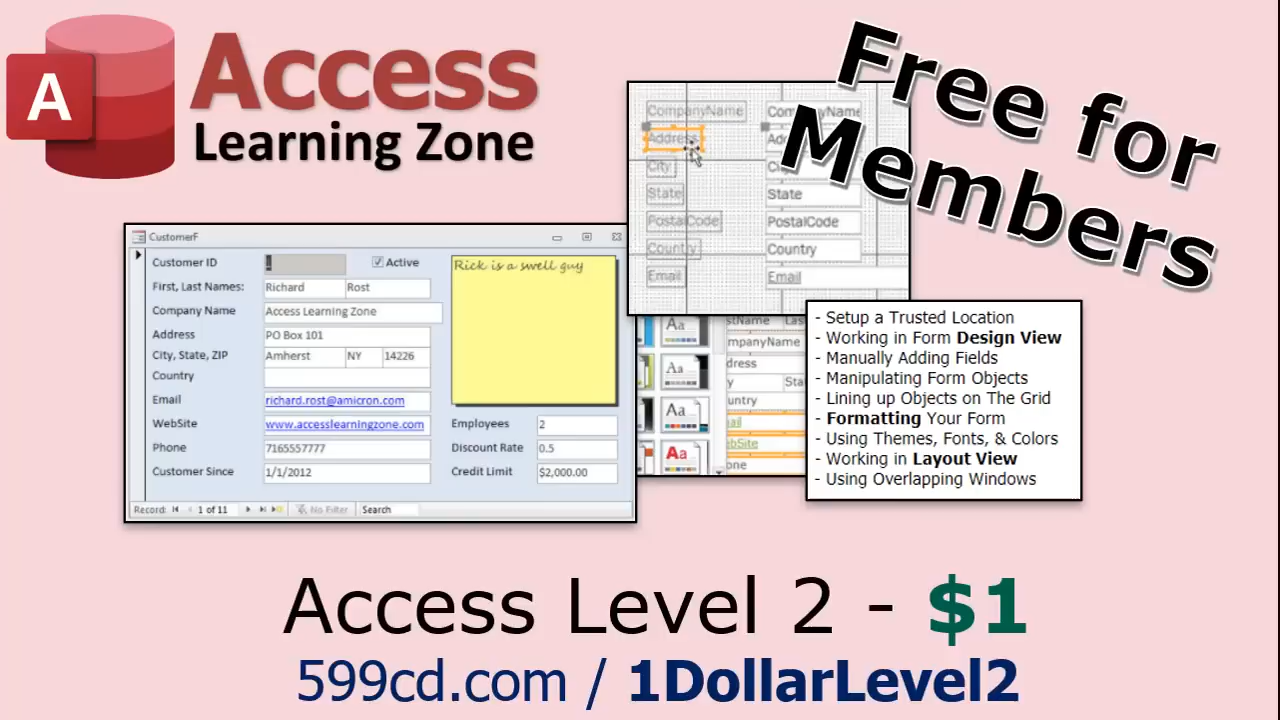 A
Access
Learning Zone
Free for
Members
CompanyName CompanyName
Address
City
State State
PostalCode PostalCode
Country Country
Email Email
CustomerF
Customer ID Active
First, Last Names: Richard Rost
Company Name Access Learning Zone
Address PO Box 101
City, State, ZIP Amherst NY 14226
Country
Email richard.rost@amicron.com
WebSite www.accesslearningzone.com
Phone 7165557777
Customer Since 1/1/2012
Rick is a swell guy
Employees 2
Discount Rate 0.5
Credit Limit $2,000.00
Record: 1 of 11 No Filter Search
Aa
Aa
Aa
Aa
- Setup a Trusted Location
- Working in Form Design View
- Manually Adding Fields
- Manipulating Form Objects
- Lining up Objects on The Grid
- Formatting Your Form
- Using Themes, Fonts, & Colors
- Working in Layout View
- Using Overlapping Windows
Access Level 2 - $1
599cd.com / 1DollarLevel2